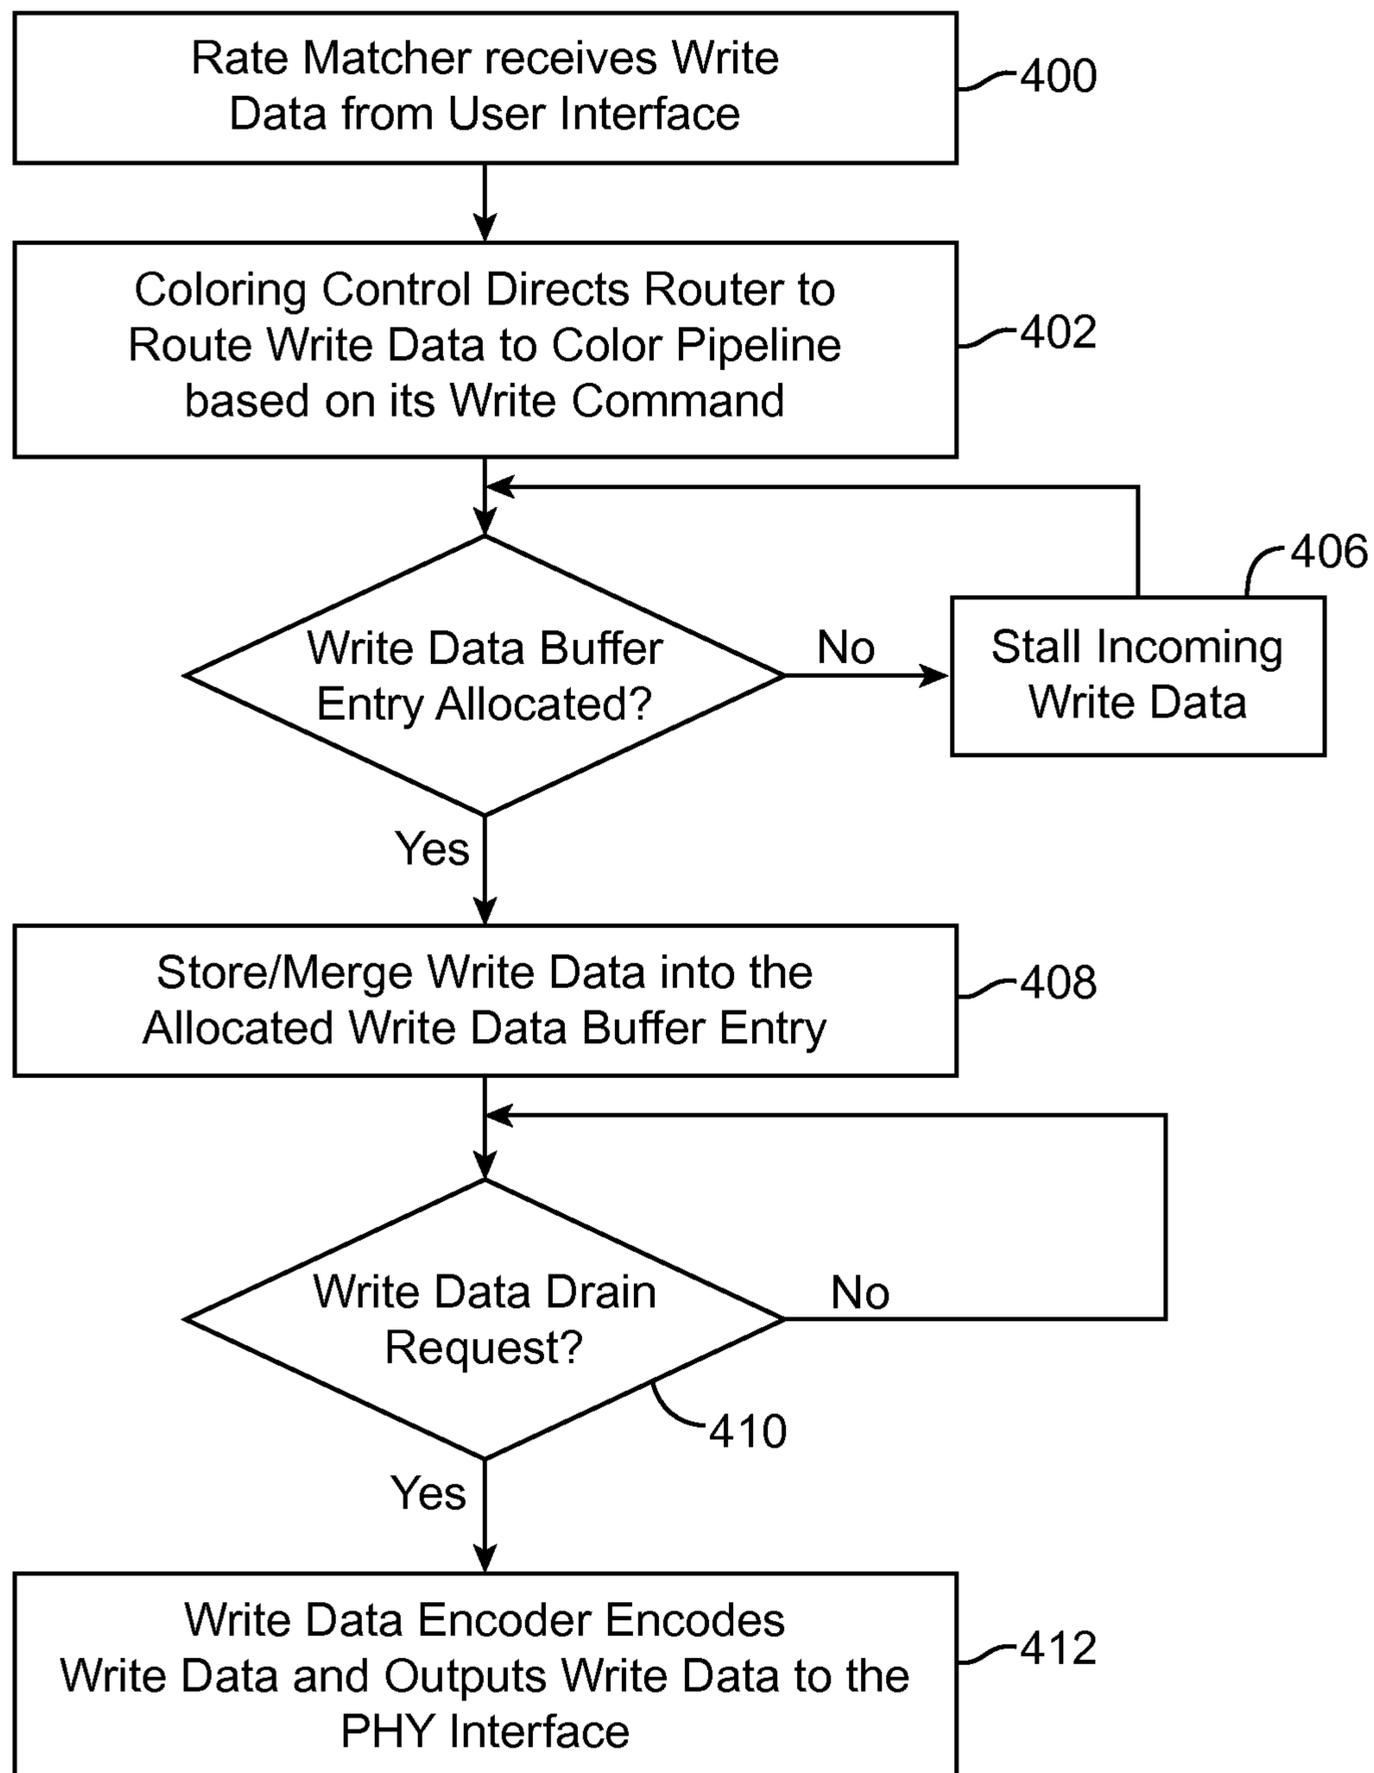 Rate Matcher receives Write
Data from User Interface
400
Coloring Control Directs Router to
Route Write Data to Color Pipeline
based on its Write Command
402
Write Data Buffer
Entry Allocated?
No
Stall Incoming
Write Data
406
Yes
Store/Merge Write Data into the
Allocated Write Data Buffer Entry
408
Write Data Drain
Request?
No
410
Yes
Write Data Encoder Encodes
Write Data and Outputs Write Data to the
PHY Interface
412